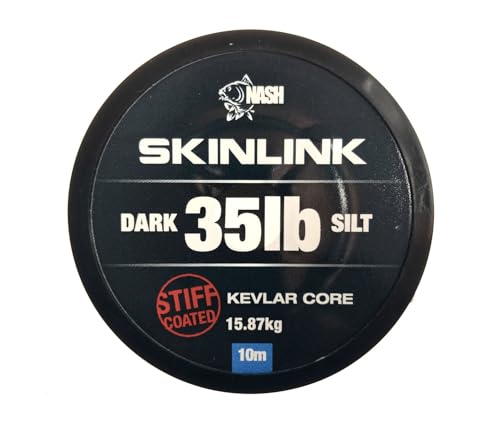 NASH
SKINLINK
DARK 35lb SILT
STIFF COATED
KEVLAR CORE
15.87kg
10m